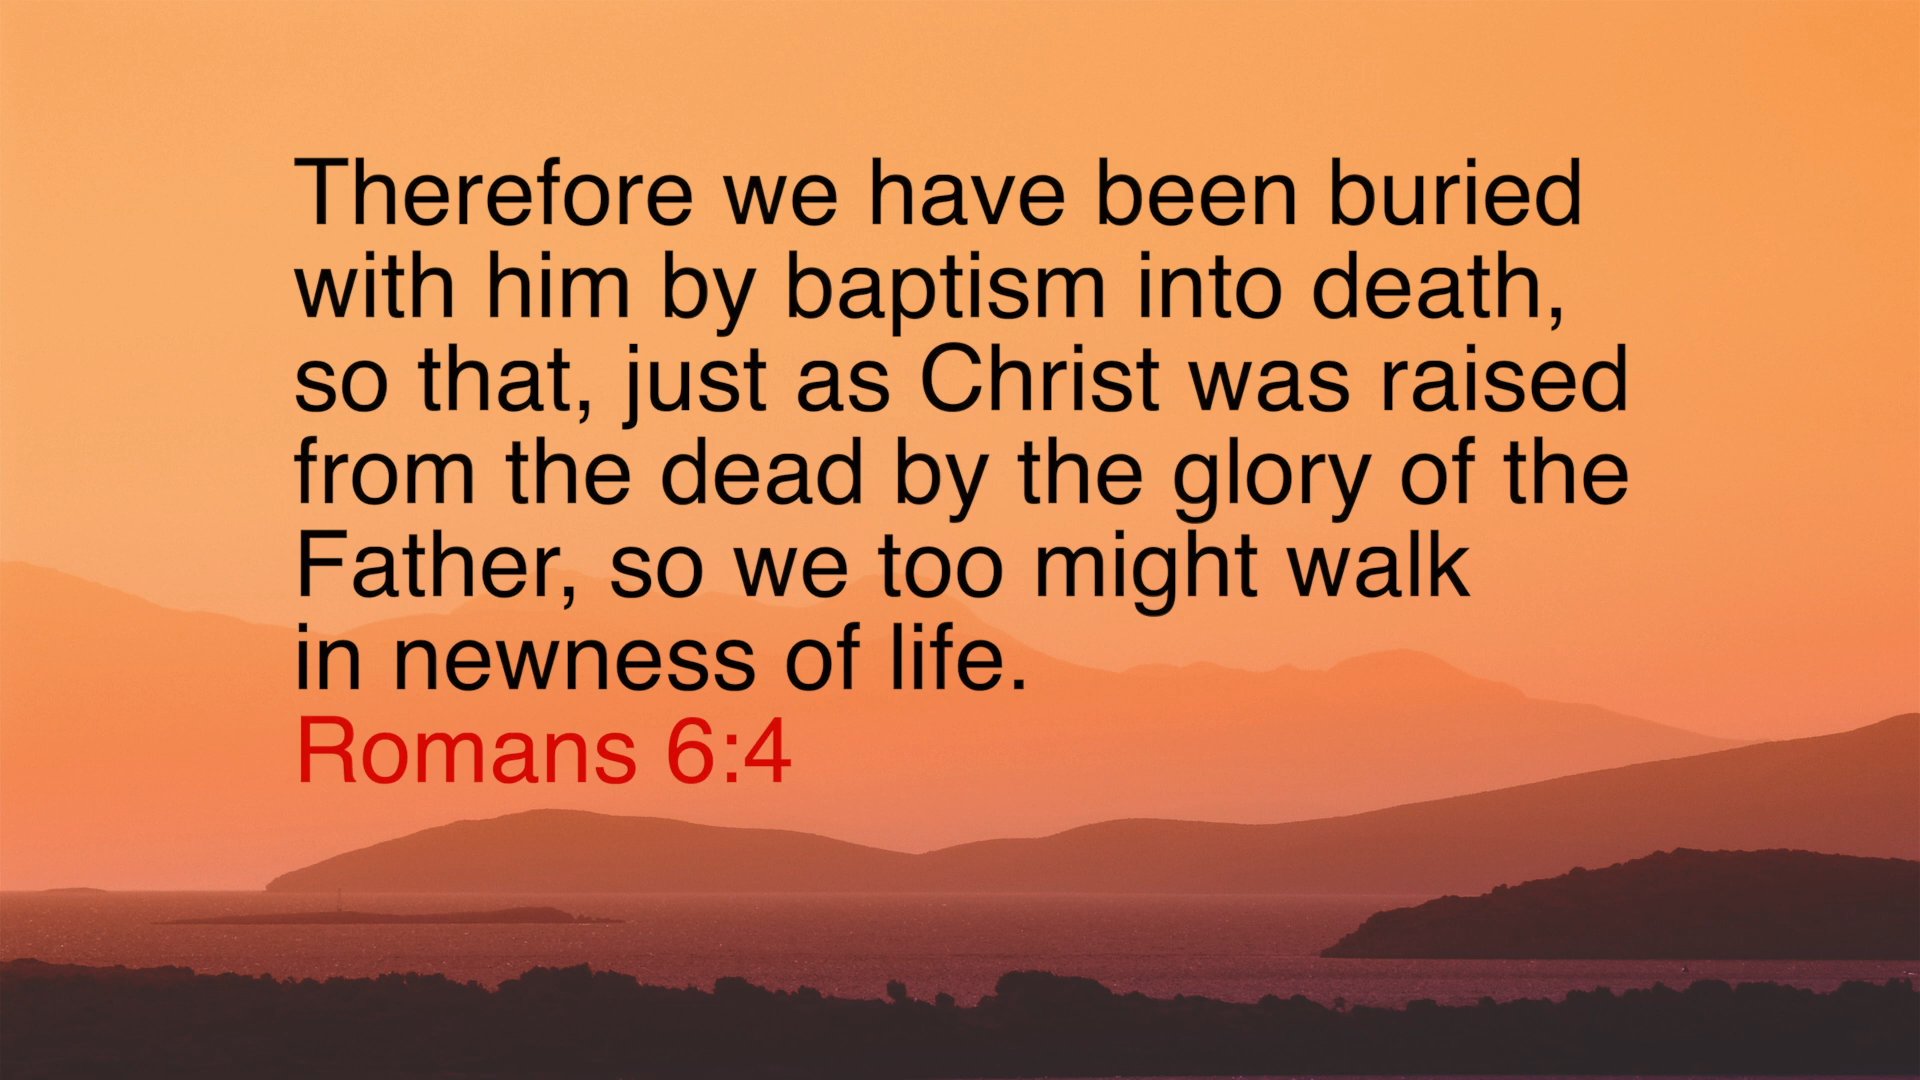 Therefore we have been buried
with him by baptism into death,
so that, just as Christ was raised
from the dead by the glory of the
Father, so we too might walk
in newness of life.
Romans 6:4